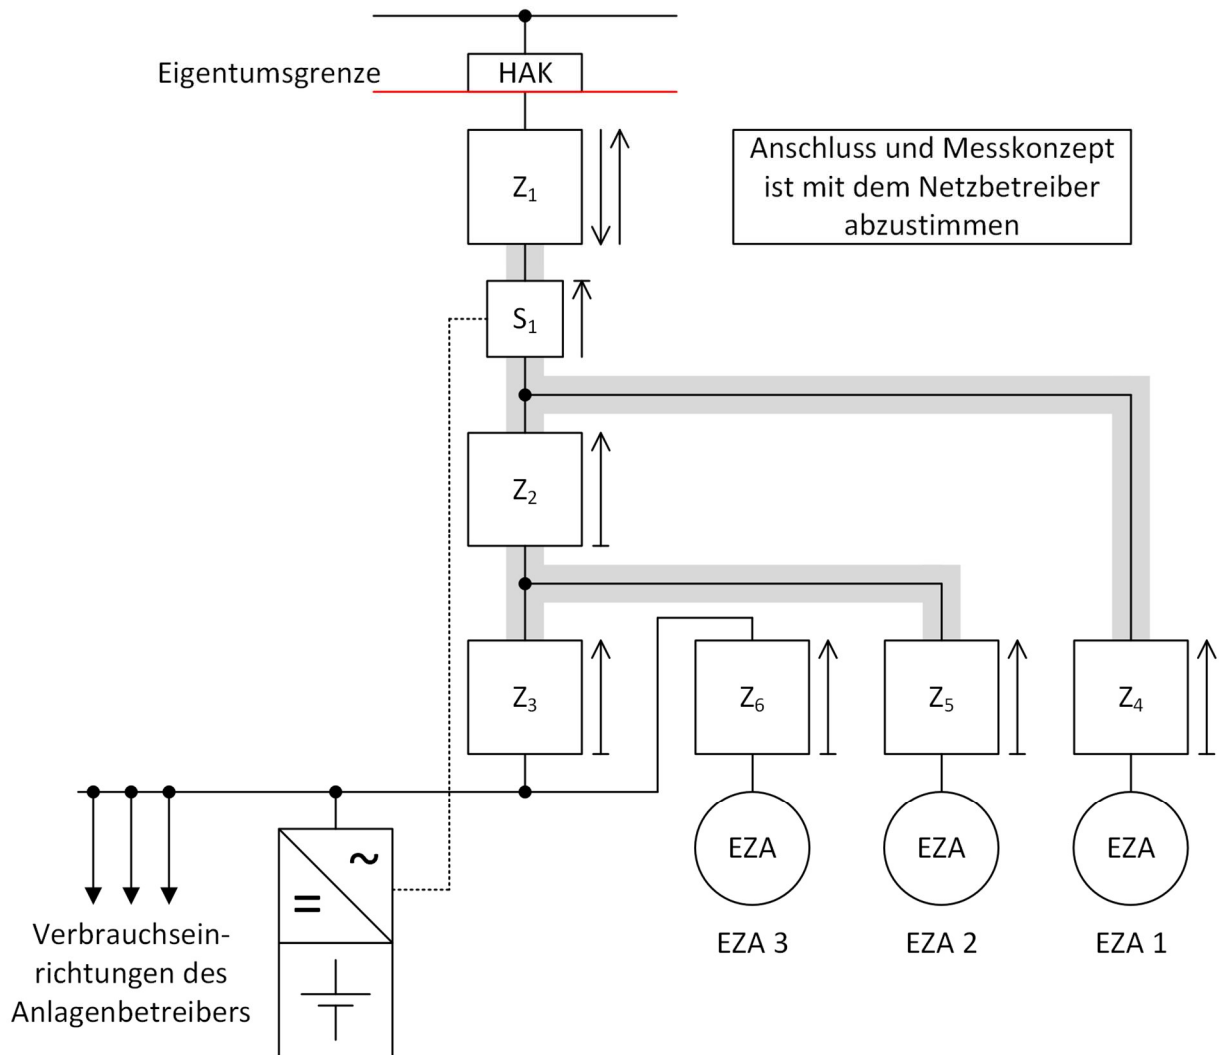 Eigentumsgrenze
HAK
Z₁
Anschluss und Messkonzept
ist mit dem Netzbetreiber
abzustimmen
S₁
Z₂
Z₃
Z₆
Z₅
Z₄
~
=
EZA
EZA
EZA
Verbrauchsein-
richtungen des
Anlagenbetreibers
EZA 3
EZA 2
EZA 1